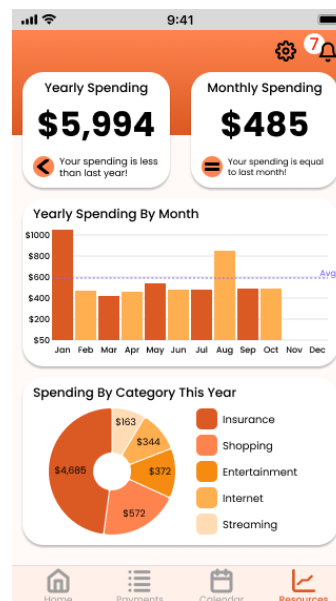 9:41
7
Yearly Spending
$5,994
Your spending is less
than last year!
Monthly Spending
$485
Your spending is equal
to last month!
Yearly Spending By Month
$1000
$800
$600
$400
$200
$50
Avg
Jan Feb Mar Apr May Jun Jul Aug Sep Oct Nov Dec
Spending By Category This Year
$163
$344
$372
$572
$4,685
Insurance
Shopping
Entertainment
Internet
Streaming
Home Payments Calendar Resources